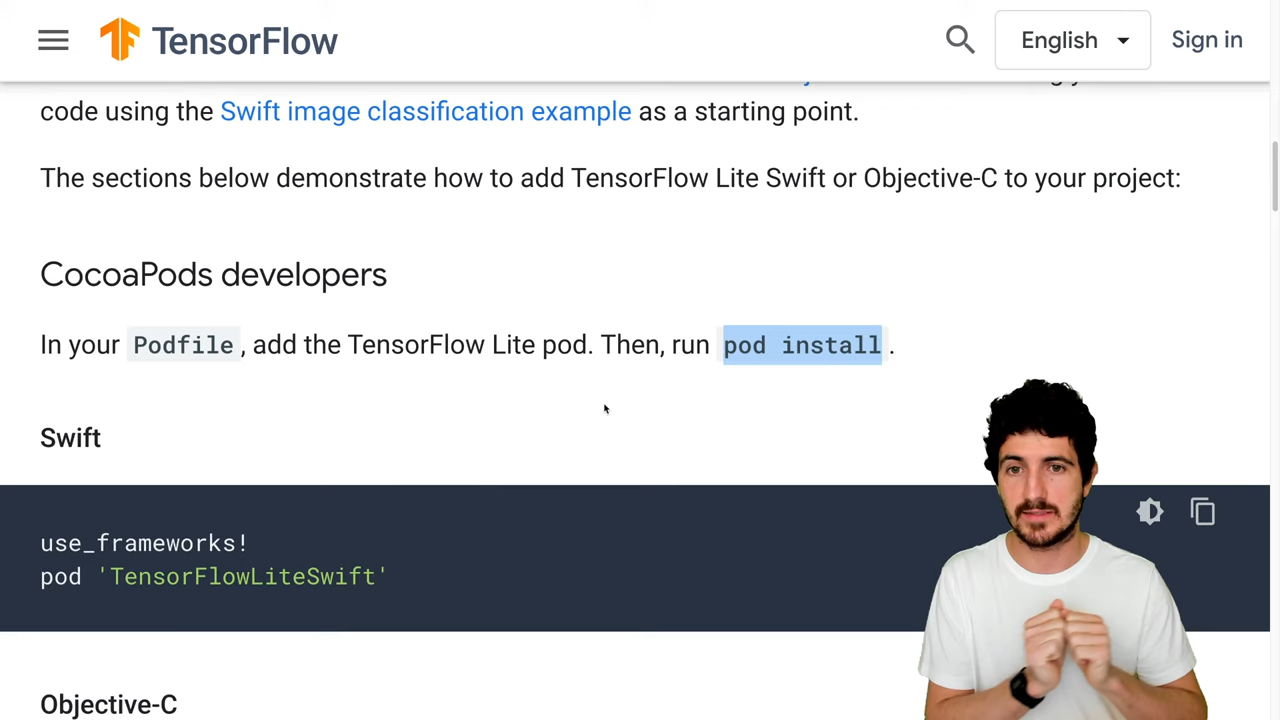 TensorFlow
English
Sign in
code using the Swift image classification example as a starting point.
The sections below demonstrate how to add TensorFlow Lite Swift or Objective-C to your project:
CocoaPods developers
In your Podfile, add the TensorFlow Lite pod. Then, run pod install.
Swift
use_frameworks!
pod 'TensorFlowLiteSwift'
Objective-C